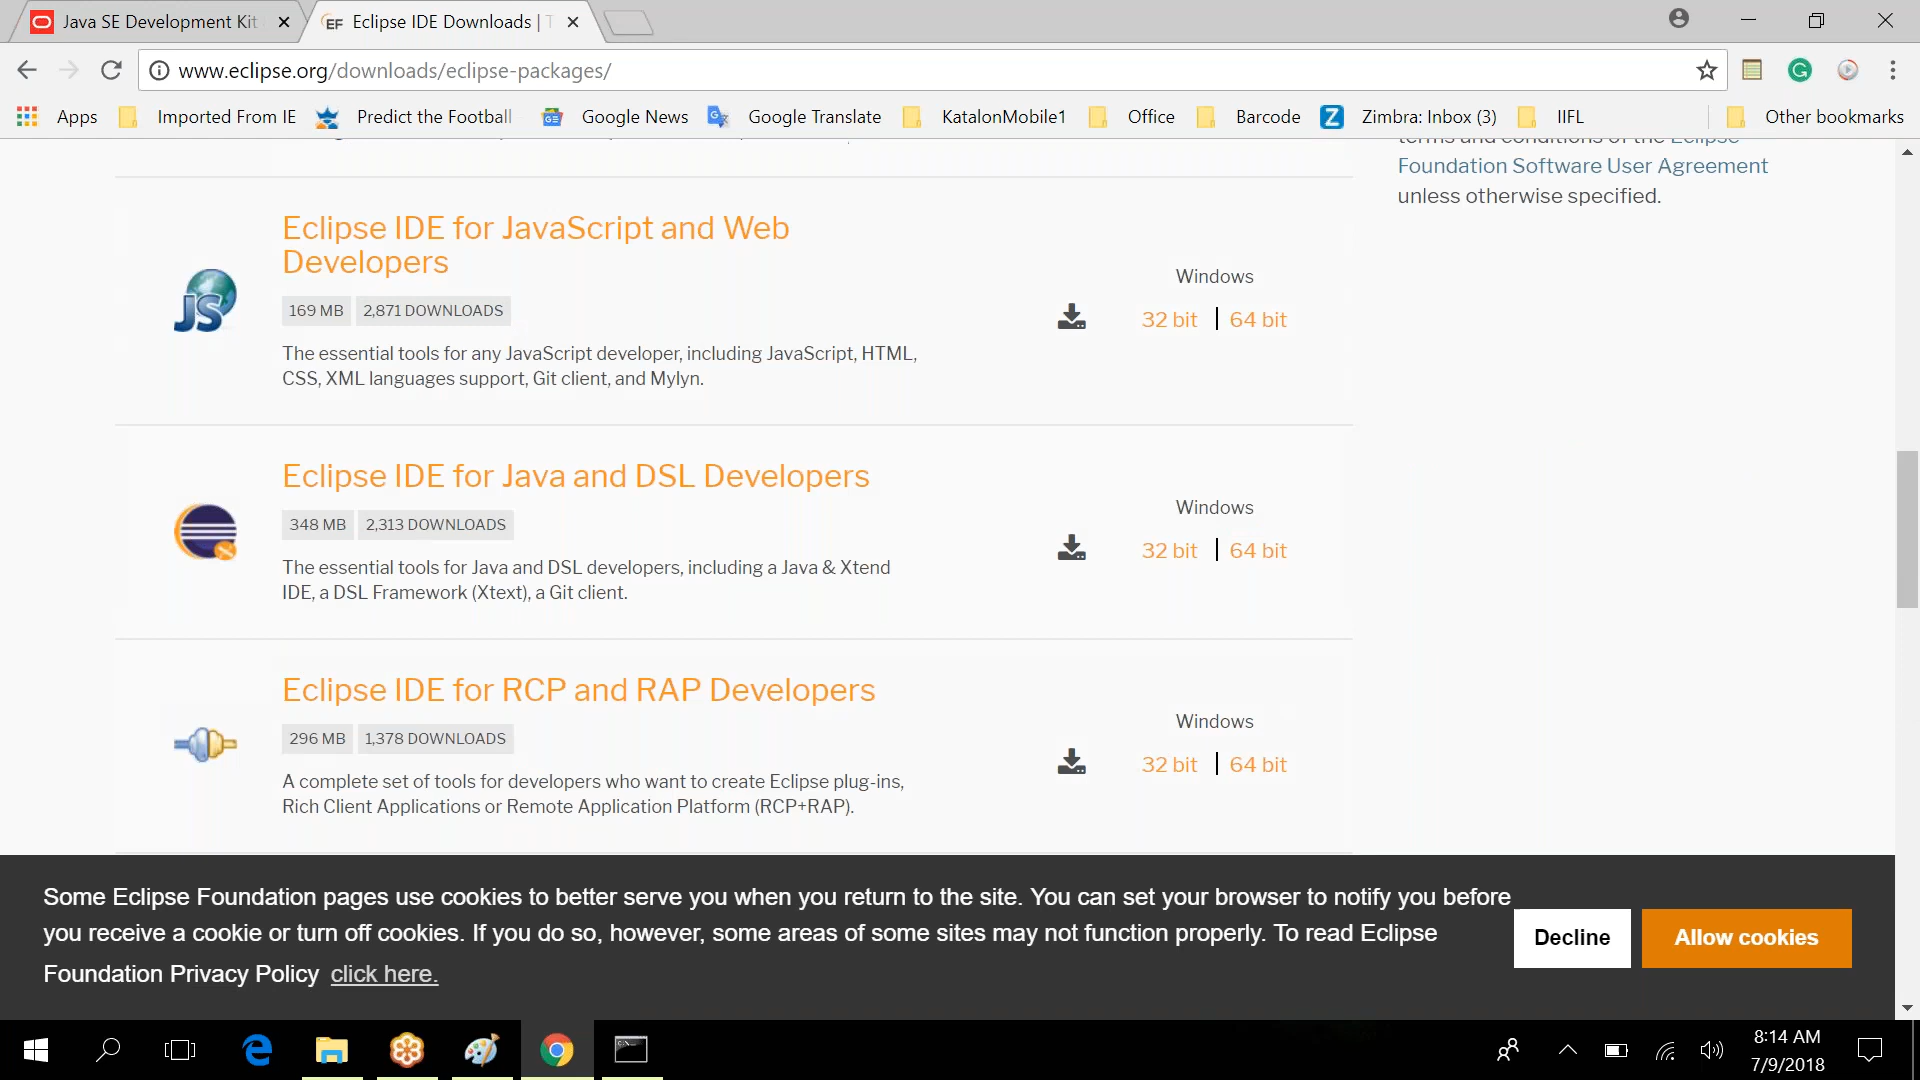 Java SE Development Kit
EF Eclipse IDE Downloads | T
www.eclipse.org/downloads/eclipse-packages/
Apps Imported From IE Predict the Football Google News Google Translate KatalonMobile1 Office Barcode Zimbra: Inbox (3) IIFL Other bookmarks
terms and conditions of the Eclipse
Foundation Software User Agreement
unless otherwise specified.
Eclipse IDE for JavaScript and Web
Developers
169 MB 2,871 DOWNLOADS
The essential tools for any JavaScript developer, including JavaScript, HTML,
CSS, XML languages support, Git client, and Mylyn.
Windows
32 bit | 64 bit
Eclipse IDE for Java and DSL Developers
348 MB 2,313 DOWNLOADS
The essential tools for Java and DSL developers, including a Java & Xtend
IDE, a DSL Framework (Xtext), a Git client.
Windows
32 bit | 64 bit
Eclipse IDE for RCP and RAP Developers
296 MB 1,378 DOWNLOADS
A complete set of tools for developers who want to create Eclipse plug-ins,
Rich Client Applications or Remote Application Platform (RCP+RAP).
Windows
32 bit | 64 bit
Some Eclipse Foundation pages use cookies to better serve you when you return to the site. You can set your browser to notify you before
you receive a cookie or turn off cookies. If you do so, however, some areas of some sites may not function properly. To read Eclipse
Foundation Privacy Policy click here.
Decline
Allow cookies
8:14 AM
7/9/2018